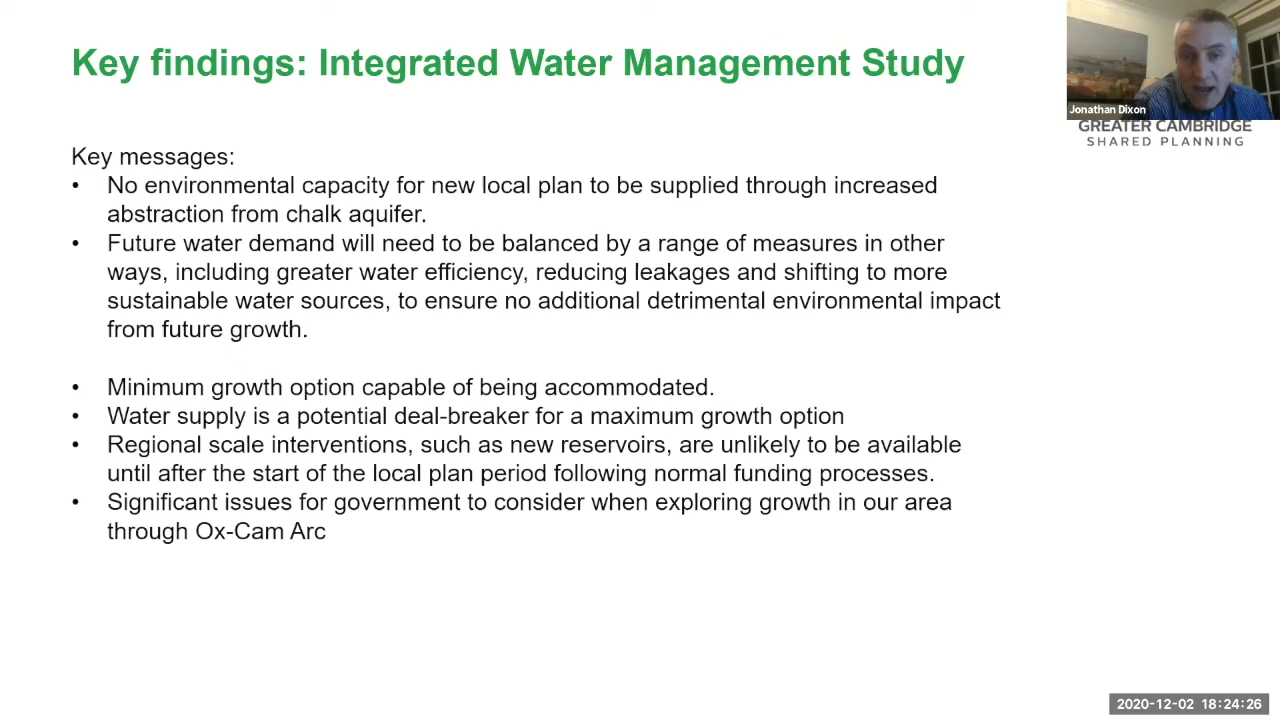 Key findings: Integrated Water Management Study
Jonathan Dixon
GREATER CAMBRIDGE
SHARED PLANNING
Key messages:
• No environmental capacity for new local plan to be supplied through increased
abstraction from chalk aquifer.
• Future water demand will need to be balanced by a range of measures in other
ways, including greater water efficiency, reducing leakages and shifting to more
sustainable water sources, to ensure no additional detrimental environmental impact
from future growth.
• Minimum growth option capable of being accommodated.
• Water supply is a potential deal-breaker for a maximum growth option
• Regional scale interventions, such as new reservoirs, are unlikely to be available
until after the start of the local plan period following normal funding processes.
• Significant issues for government to consider when exploring growth in our area
through Ox-Cam Arc
2020-12-02 18:24:26